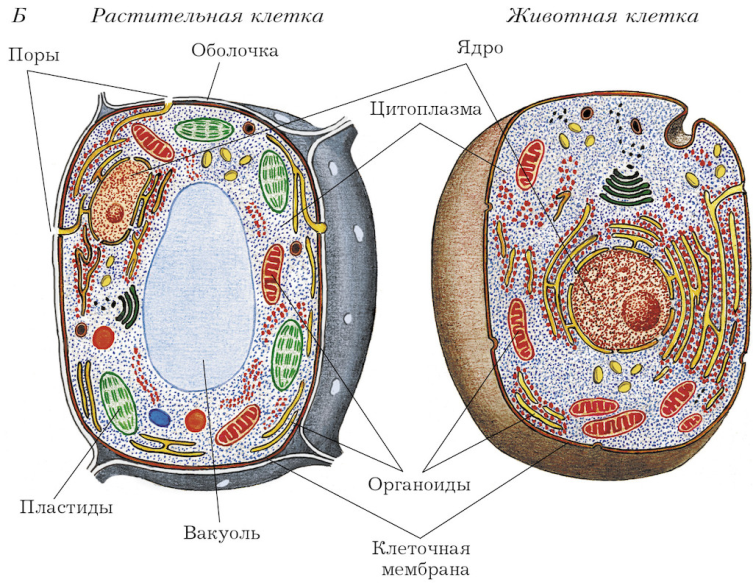 Б Растительная клетка Животная клетка
Поры
Оболочка
Ядро
Цитоплазма
Пластиды
Вакуоль
Органоиды
Клеточная
мембрана